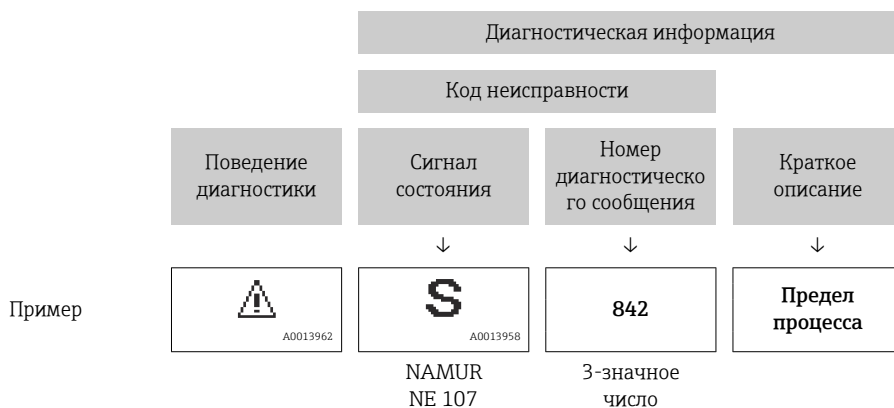 Диагностическая информация
Код неисправности
Поведение
диагностики
Сигнал
состояния
Номер
диагностическо
го сообщения
Краткое
описание
↓ ↓ ↓
Пример
A0013962
S
A0013958
842
Предел
процесса
NAMUR
NE 107
3-значное
число